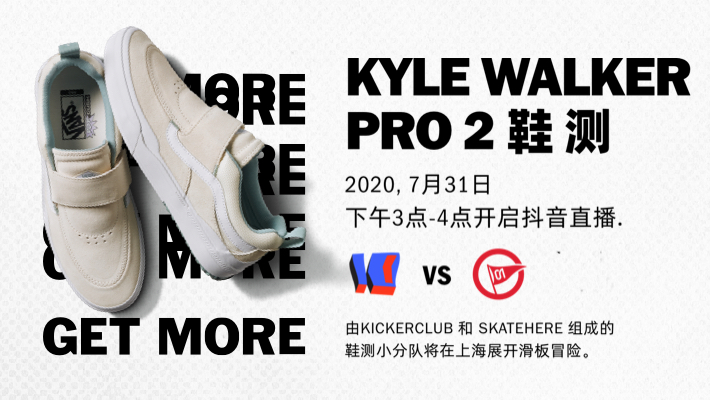 MORE
MORE
MORE
MORE
GET MORE
KYLE WALKER
PRO 2 鞋 测
2020, 7月31日
下午3点-4点开启抖音直播.
VS
由KICKERCLUB 和 SKATEHERE 组成的
鞋测小分队将在上海展开滑板冒险。